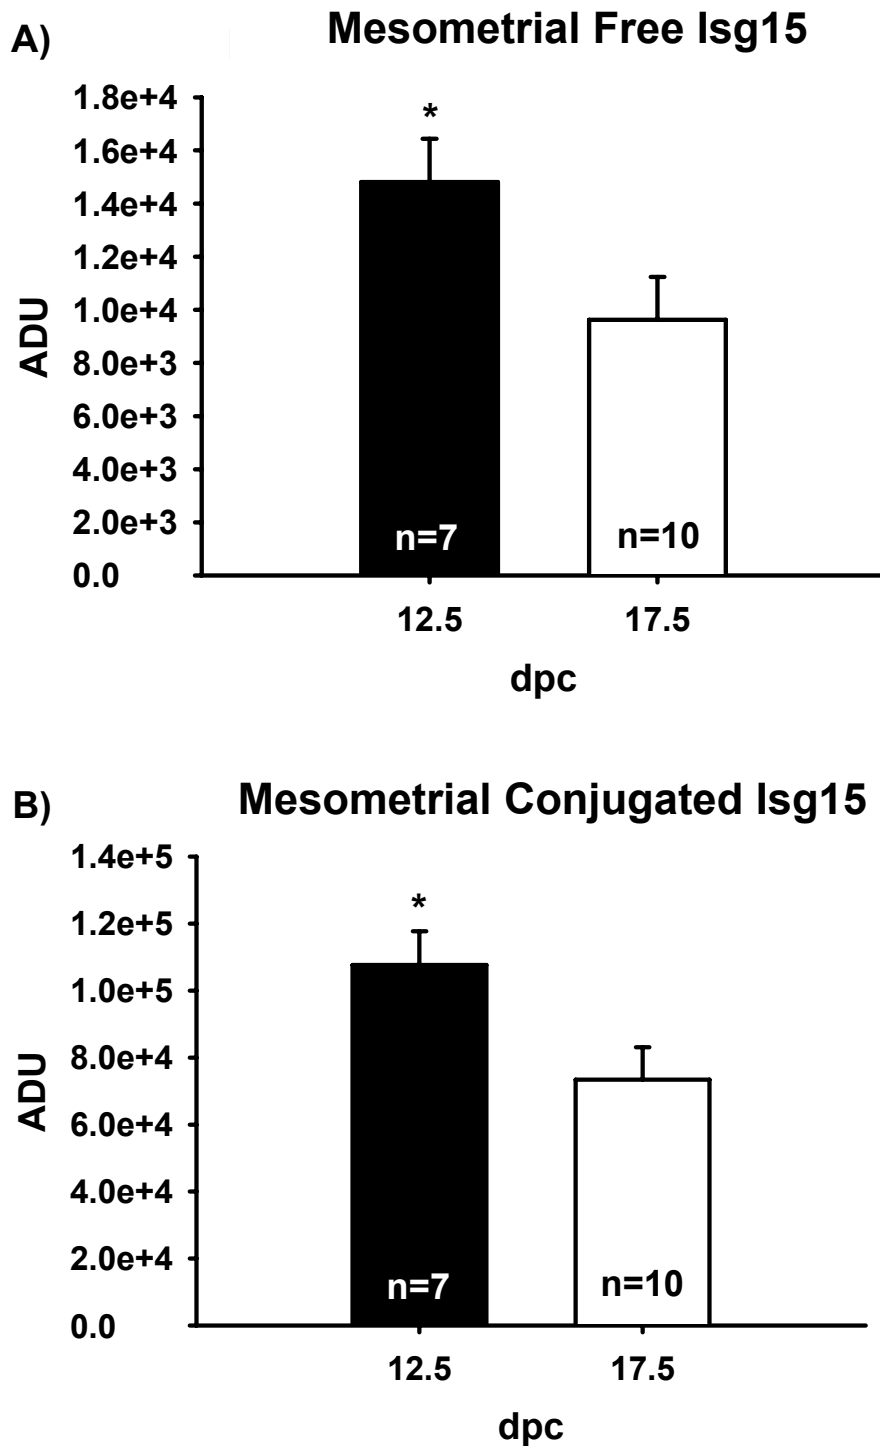 A)
Mesometrial Free Isg15
1.8e+4
*
1.6e+4
1.4e+4
1.2e+4
1.0e+4
8.0e+3
6.0e+3
4.0e+3
2.0e+3
0.0
ADU
n=7
n=10
12.5
17.5
dpc
B)
Mesometrial Conjugated Isg15
1.4e+5
*
1.2e+5
1.0e+5
8.0e+4
6.0e+4
4.0e+4
2.0e+4
0.0
ADU
n=7
n=10
12.5
17.5
dpc